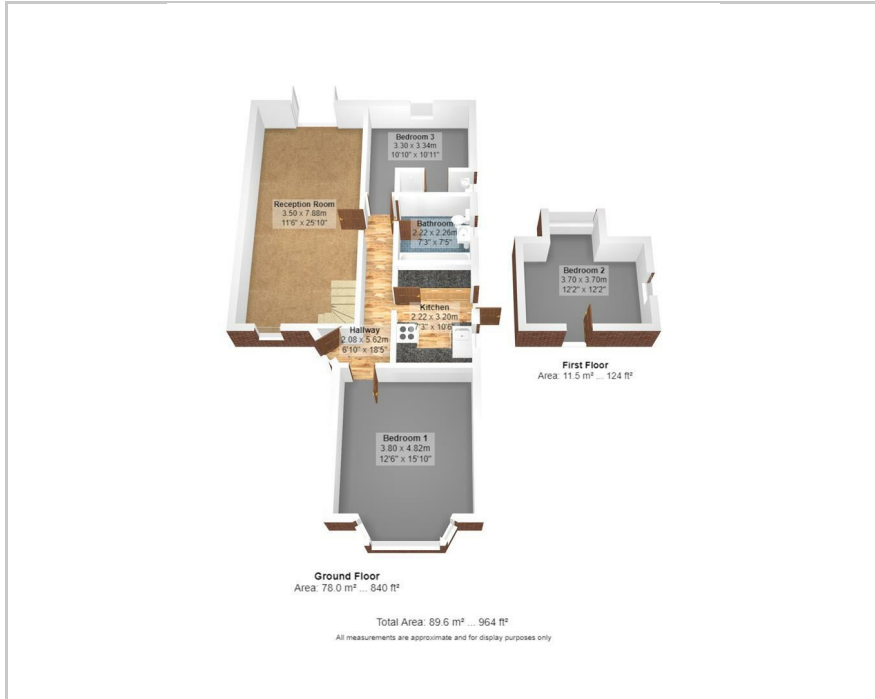 Bedroom 3
3.30 x 3.34m
10'10" x 10'11"
Reception Room
3.50 x 7.88m
11'6" x 25'10"
Bathroom
2.22 x 2.26m
7'3" x 7'5"
Bedroom 2
3.70 x 3.70m
12'2" x 12'2"
Kitchen
2.22 x 3.20m
7'3" x 10'6"
Hallway
2.08 x 5.62m
6'10" x 18'5"
First Floor
Area: 11.5 m² ... 124 ft²
Bedroom 1
3.80 x 4.82m
12'6" x 15'10"
Ground Floor
Area: 78.0 m² ... 840 ft²
Total Area: 89.6 m² ... 964 ft²
All measurements are approximate and for display purposes only